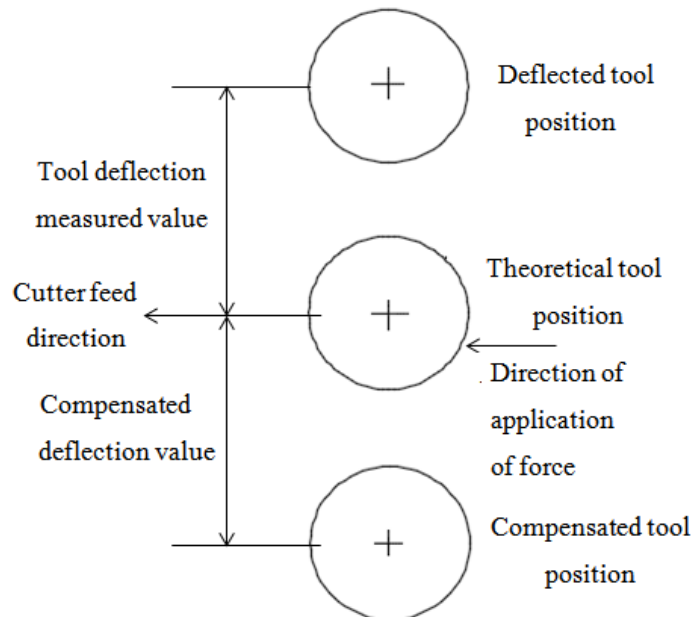 Deflected tool
position
Tool deflection
measured value
Theoretical tool
position
Cutter feed
direction
Direction of
application
of force
Compensated
deflection value
Compensated tool
position